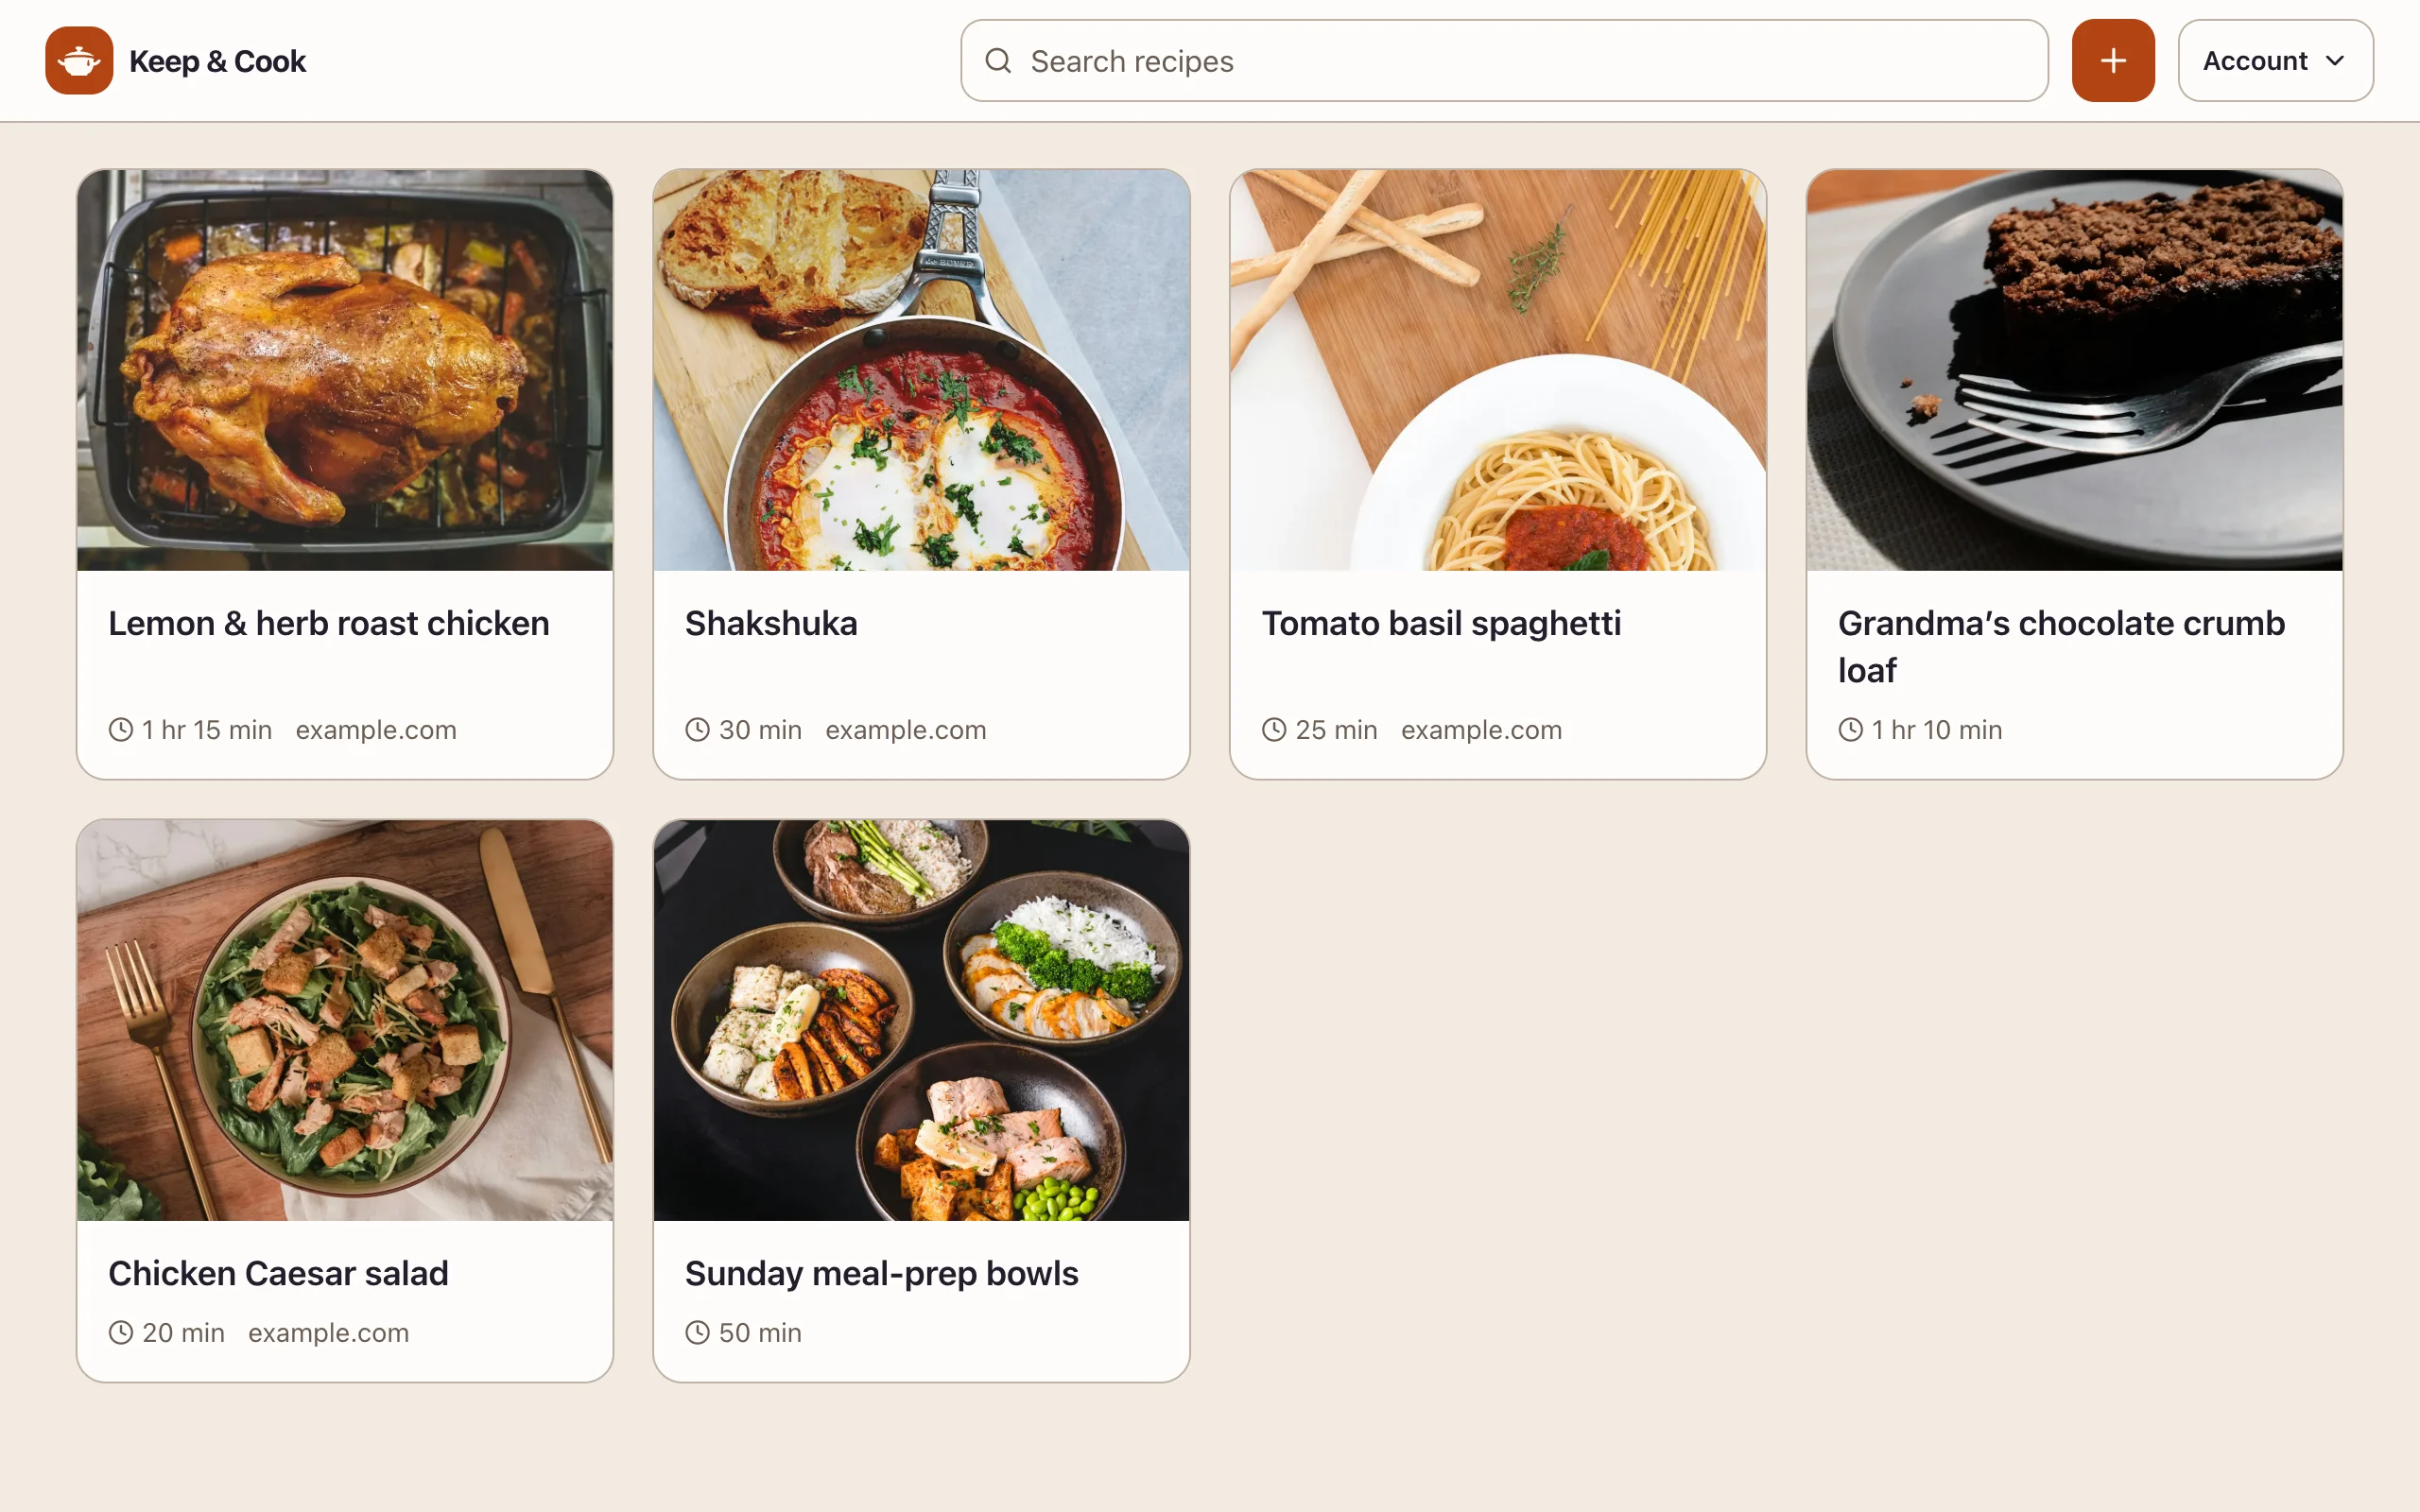 Keep & Cook
Search recipes
Account
Lemon & herb roast chicken
1 hr 15 min example.com
Shakshuka
30 min example.com
Tomato basil spaghetti
25 min example.com
Grandma’s chocolate crumb
loaf
1 hr 10 min
Chicken Caesar salad
20 min example.com
Sunday meal-prep bowls
50 min